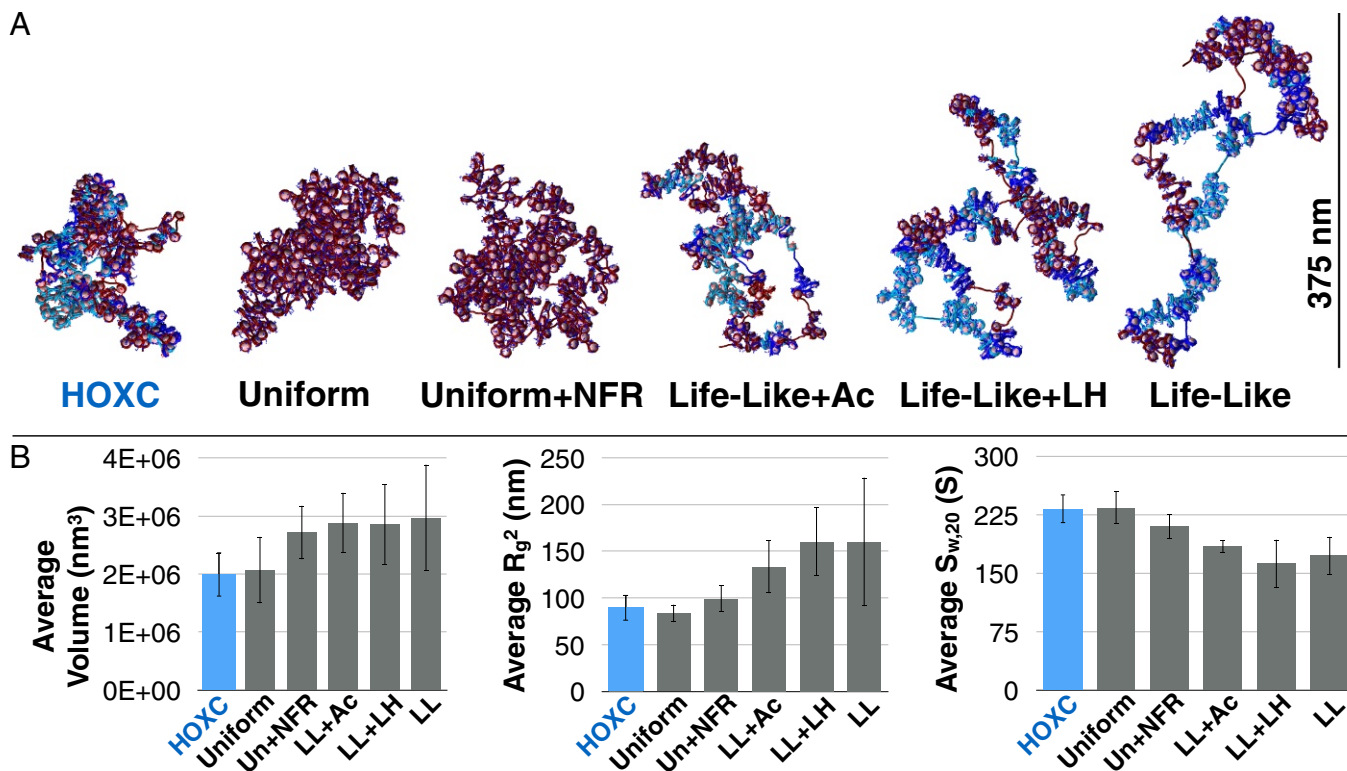 A
375 nm
HOXC
Uniform
Uniform+NFR
Life-Like+Ac
Life-Like+LH
Life-Like
B
Average
Volume (nm³)
4E+06
3E+06
2E+06
1E+06
0E+00
HOXC
Uniform
Un+NFR
LL+Ac
LL+LH
LL
Average Rg² (nm)
250
200
150
100
50
0
HOXC
Uniform
Un+NFR
LL+Ac
LL+LH
LL
Average Sw,20 (S)
300
225
150
75
0
HOXC
Uniform
Un+NFR
LL+Ac
LL+LH
LL